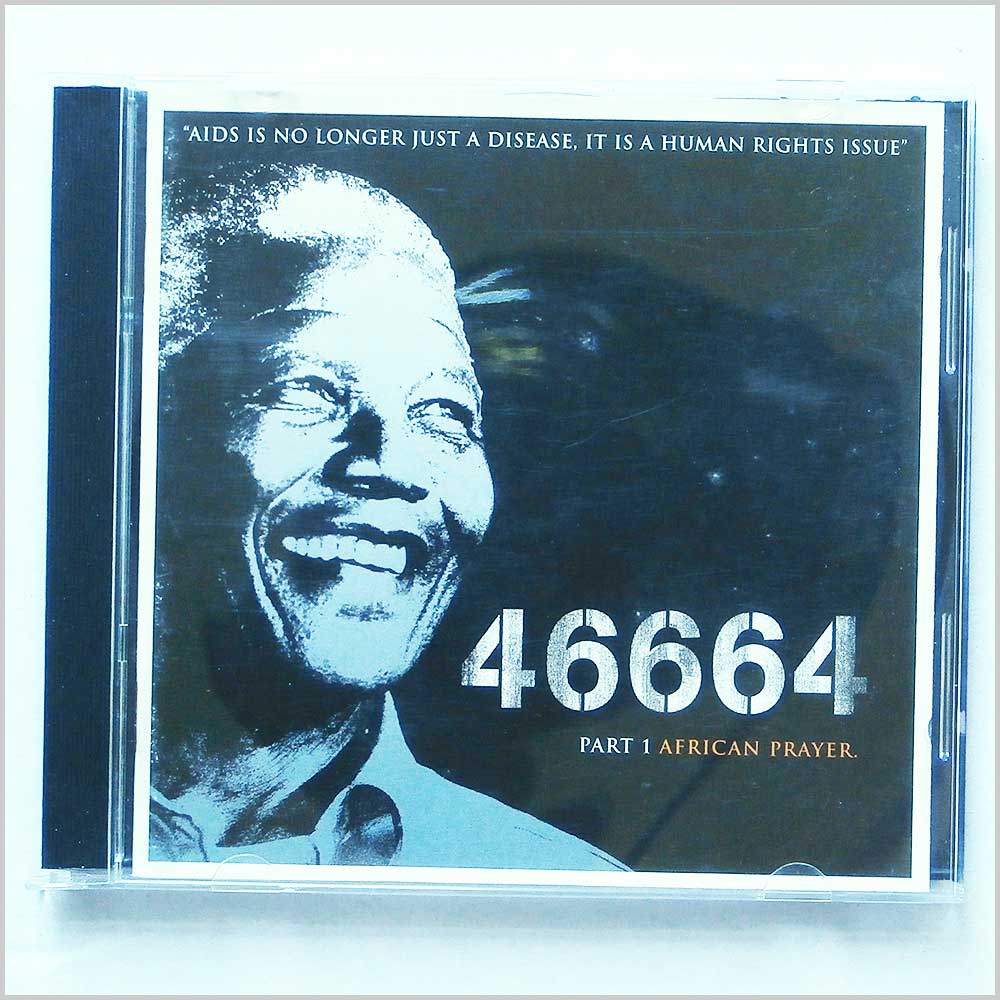 “AIDS IS NO LONGER JUST A DISEASE, IT IS A HUMAN RIGHTS ISSUE”
46664
PART 1 AFRICAN PRAYER.